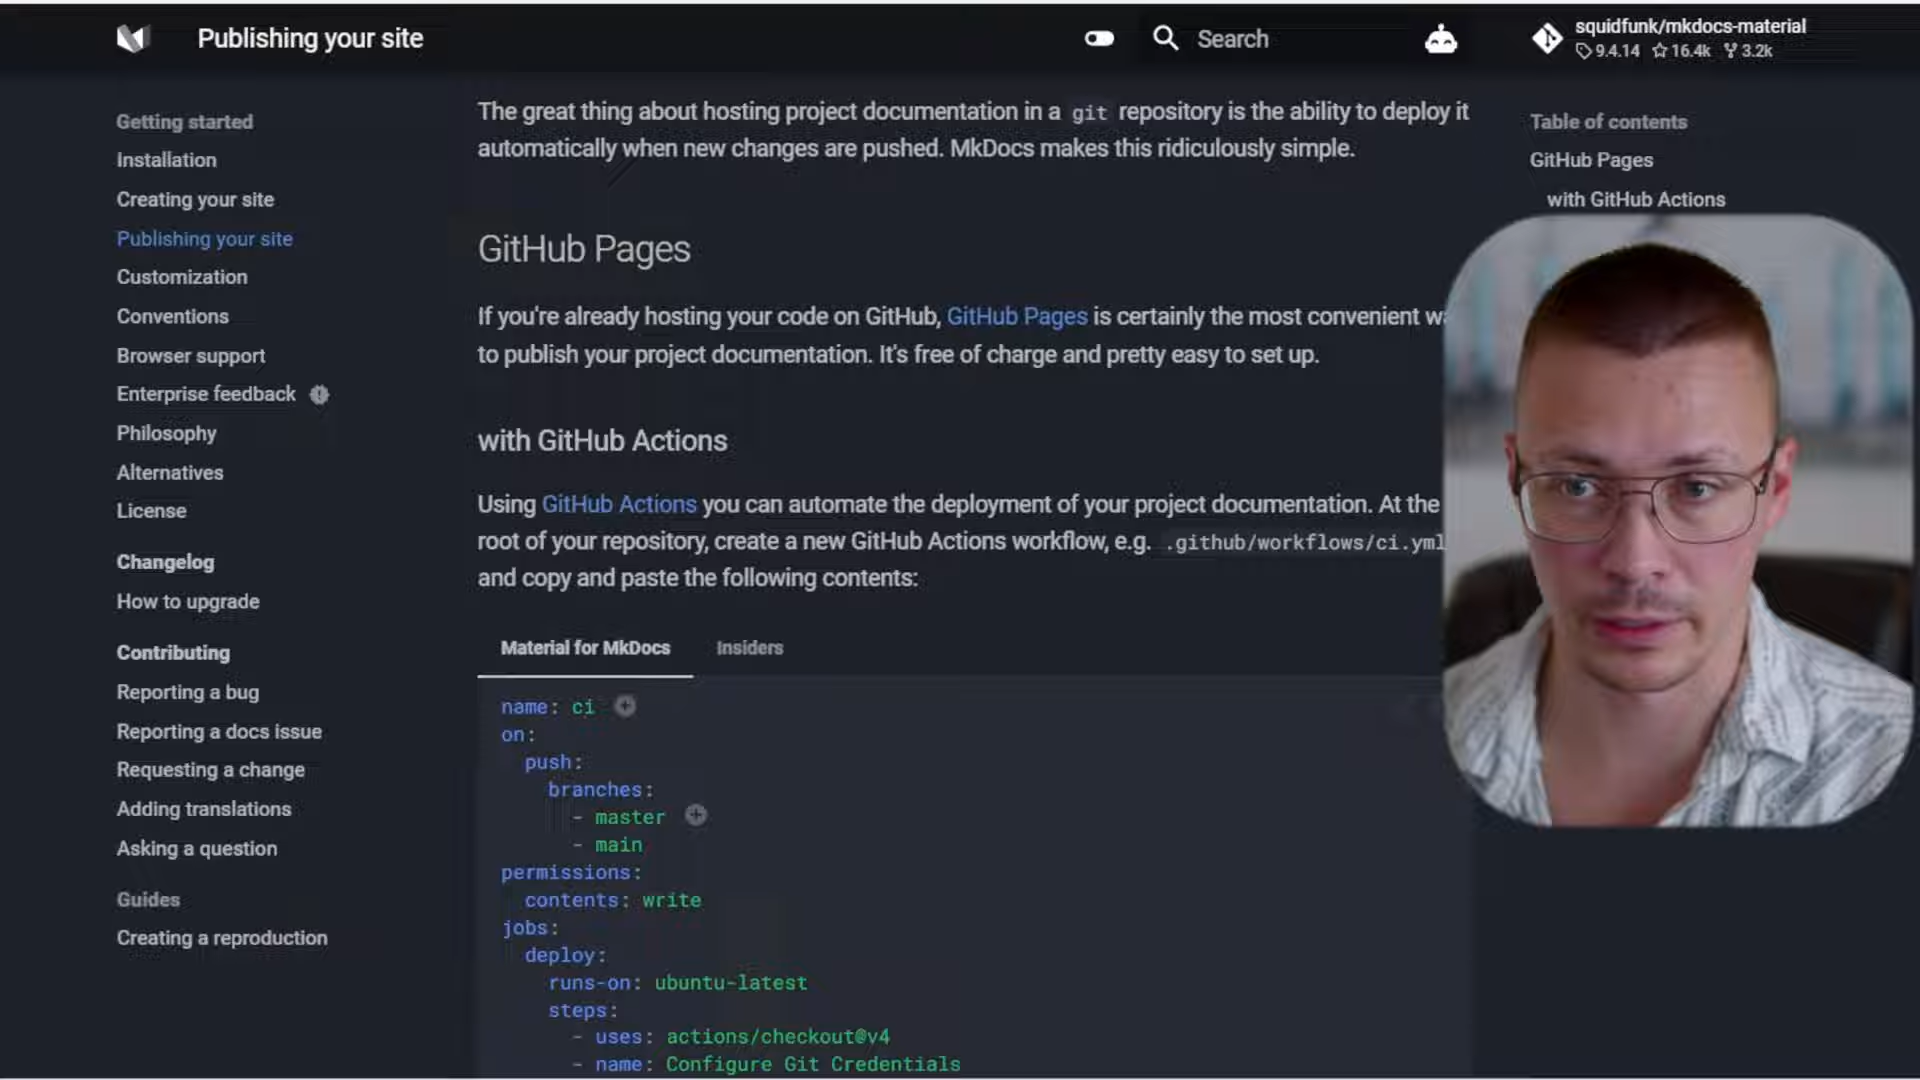 Publishing your site
Search
squidfunk/mkdocs-material
9.4.14 16.4k 3.2k
Getting started
Installation
Creating your site
Publishing your site
Customization
Conventions
Browser support
Enterprise feedback
Philosophy
Alternatives
License
Changelog
How to upgrade
Contributing
Reporting a bug
Reporting a docs issue
Requesting a change
Adding translations
Asking a question
Guides
Creating a reproduction
The great thing about hosting project documentation in a git repository is the ability to deploy it
automatically when new changes are pushed. MkDocs makes this ridiculously simple.
GitHub Pages
If you're already hosting your code on GitHub, GitHub Pages is certainly the most convenient
to publish your project documentation. It's free of charge and pretty easy to set up.
with GitHub Actions
Using GitHub Actions you can automate the deployment of your project documentation. At the
root of your repository, create a new GitHub Actions workflow, e.g. .github/workflows/ci.yml
and copy and paste the following contents:
Material for MkDocs Insiders
name: ci
on:
push:
branches:
- master
- main
permissions:
contents: write
jobs:
deploy:
runs-on: ubuntu-latest
steps:
- uses: actions/checkout@v4
- name: Configure Git Credentials
Table of contents
GitHub Pages
with GitHub Actions